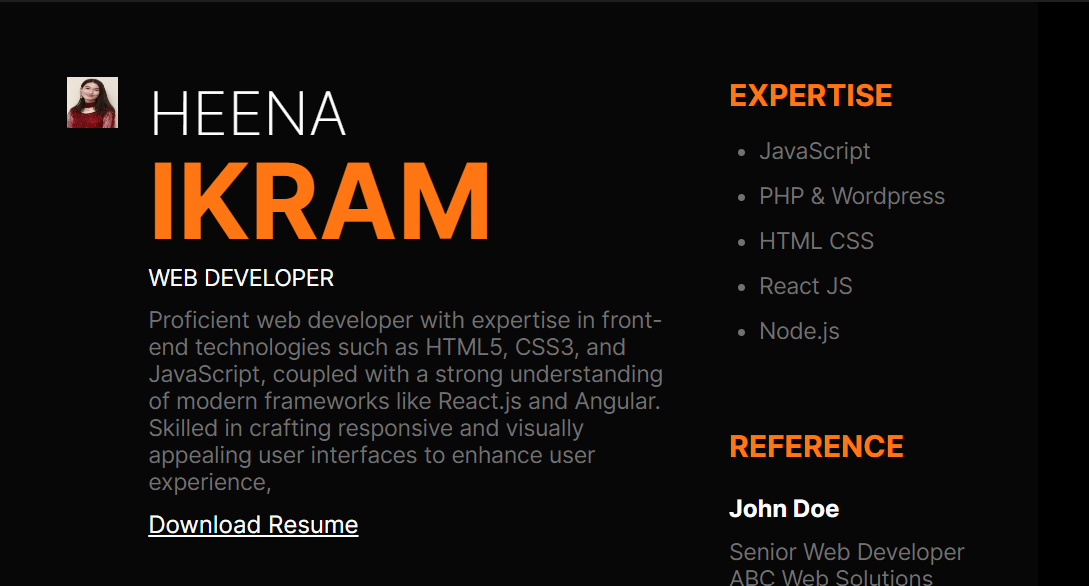 HEENA
IKRAM
WEB DEVELOPER
Proficient web developer with expertise in front-
end technologies such as HTML5, CSS3, and
JavaScript, coupled with a strong understanding
of modern frameworks like React.js and Angular.
Skilled in crafting responsive and visually
appealing user interfaces to enhance user
experience,
Download Resume
EXPERTISE
JavaScript
PHP & Wordpress
HTML CSS
React JS
Node.js
REFERENCE
John Doe
Senior Web Developer
ABC Web Solutions